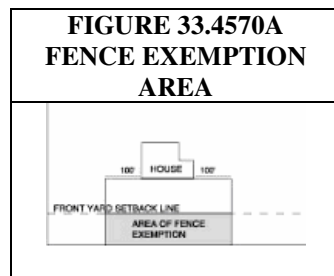 FIGURE 33.4570A
FENCE EXEMPTION
AREA
100' HOUSE 100'
FRONT YARD SETBACK LINE
AREA OF FENCE
EXEMPTION